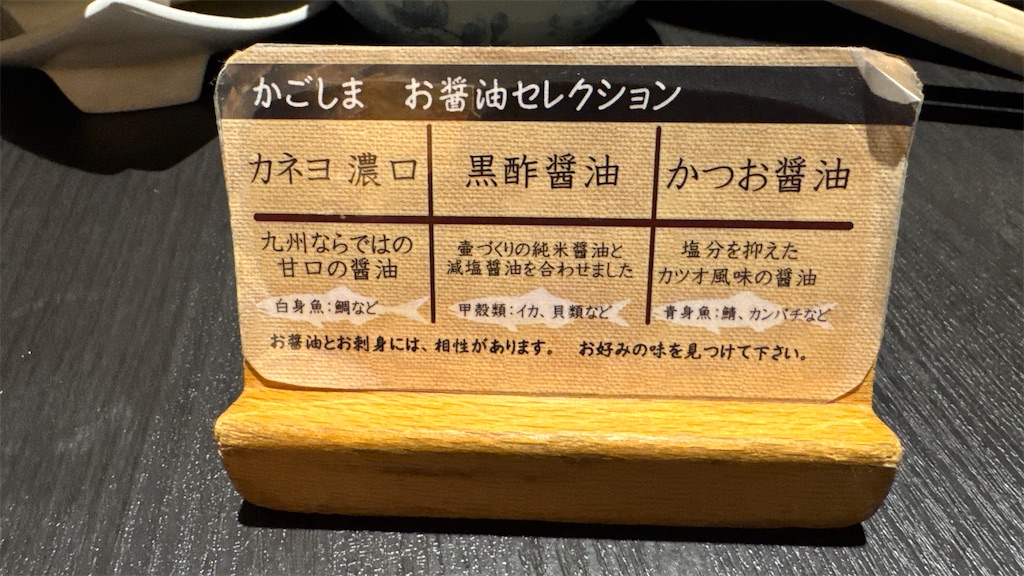 かごしま お醤油セレクション
カネヨ 濃口
黒酢醤油
かつお醤油
九州ならではの
甘口の醤油
白身魚:鯛など
壷づくりの純米醤油と
減塩醤油を合わせました
甲殻類:イカ、貝類など
塩分を抑えた
カツオ風味の醤油
青身魚:鯖、カンパチなど
お醤油とお刺身には、相性があります。 お好みの味を見つけて下さい。